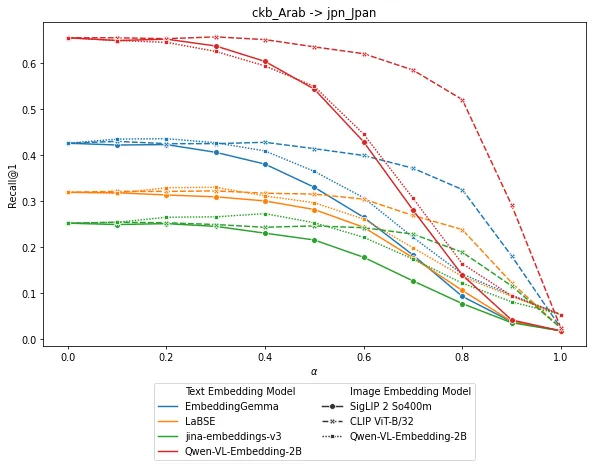 ckb_Arab -> jpn_Jpan
Recall@1
0.6
0.5
0.4
0.3
0.2
0.1
0.0
0.0 0.2 0.4 0.6 0.8 1.0
α
Text Embedding Model Image Embedding Model
EmbeddingGemma SigLIP 2 So400m
LaBSE CLIP ViT-B/32
jina-embeddings-v3 Qwen-VL-Embedding-2B
Qwen-VL-Embedding-2B